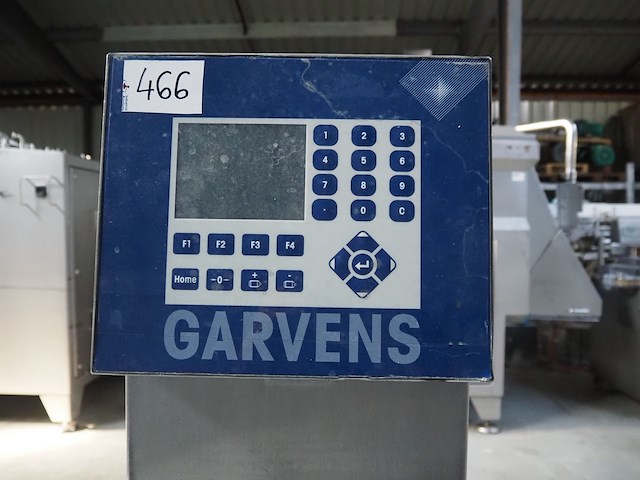 466
1 2 3
4 5 6
7 8 9
. 0 C
F1 F2 F3 F4
Home -0- + -
GARVENS